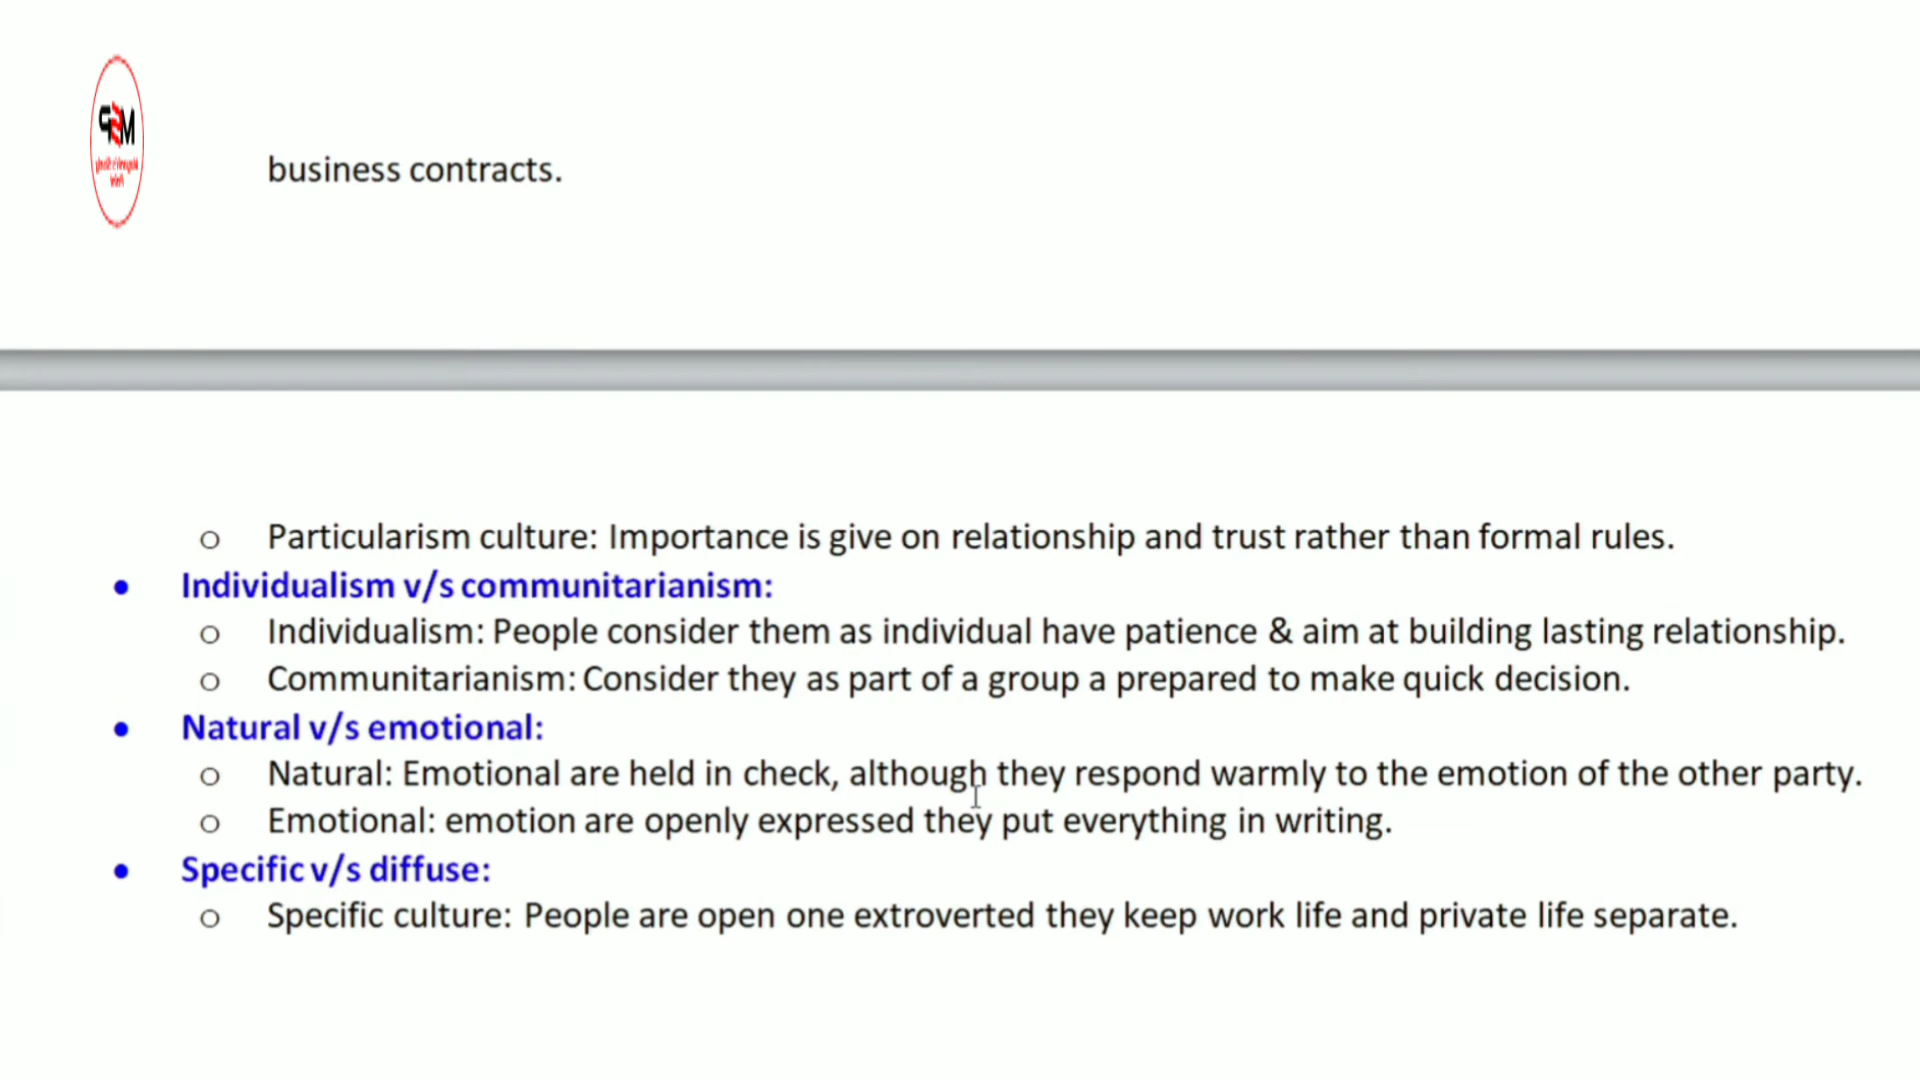 business contracts.
o Particularism culture: Importance is give on relationship and trust rather than formal rules.
• Individualism v/s communitarianism:
o Individualism: People consider them as individual have patience & aim at building lasting relationship.
o Communitarianism: Consider they as part of a group a prepared to make quick decision.
• Natural v/s emotional:
o Natural: Emotional are held in check, although they respond warmly to the emotion of the other party.
o Emotional: emotion are openly expressed they put everything in writing.
• Specific v/s diffuse:
o Specific culture: People are open one extroverted they keep work life and private life separate.